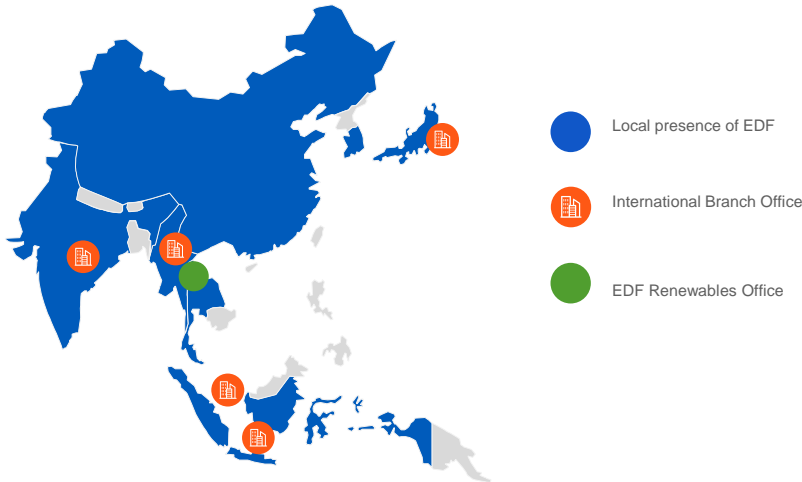 Local presence of EDF
International Branch Office
EDF Renewables Office